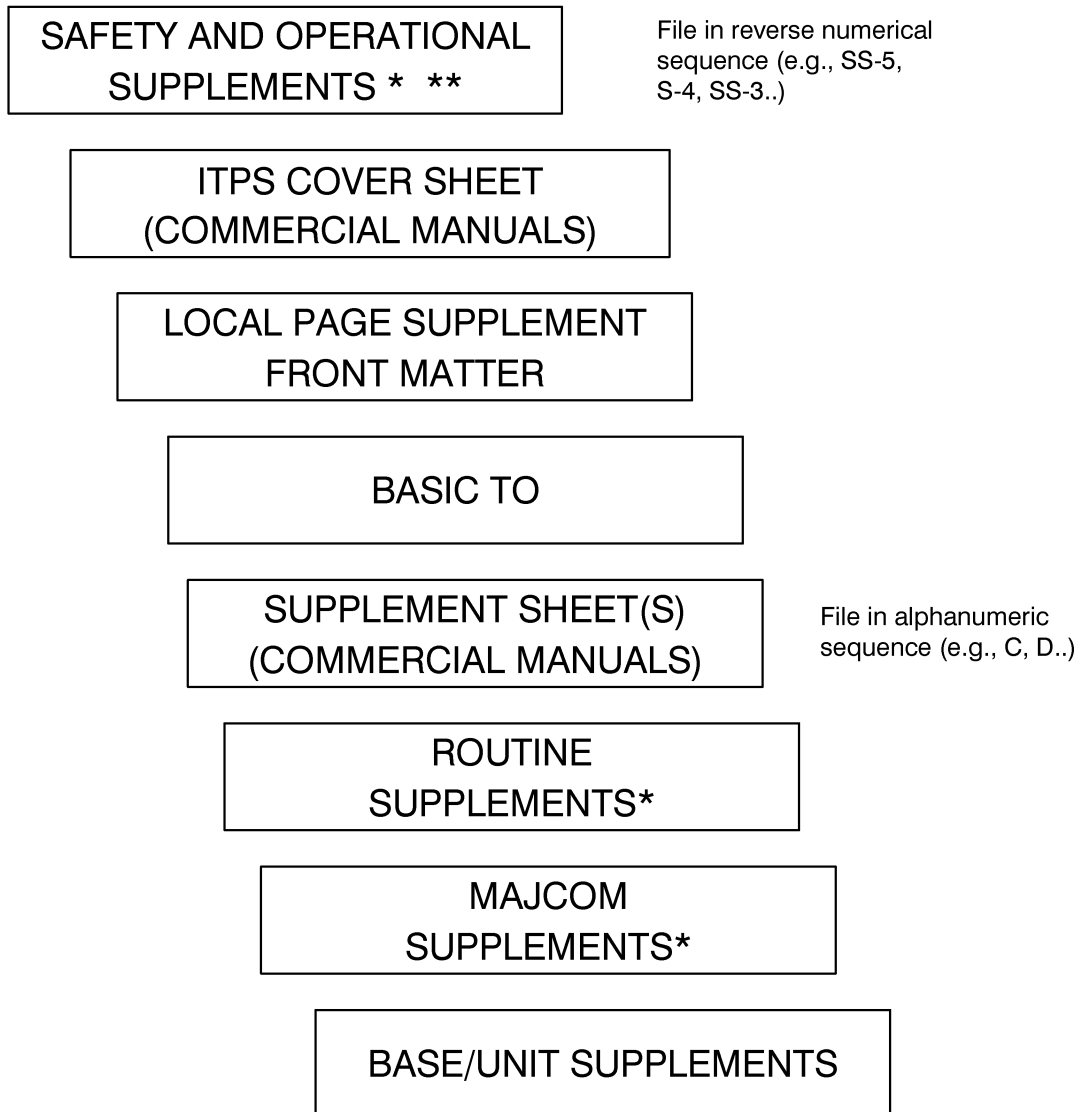 SAFETY AND OPERATIONAL
SUPPLEMENTS * **
File in reverse numerical
sequence (e.g., SS-5,
S-4, SS-3..)
ITPS COVER SHEET
(COMMERCIAL MANUALS)
LOCAL PAGE SUPPLEMENT
FRONT MATTER
BASIC TO
SUPPLEMENT SHEET(S)
(COMMERCIAL MANUALS)
File in alphanumeric
sequence (e.g., C, D..)
ROUTINE
SUPPLEMENTS*
MAJCOM
SUPPLEMENTS*
BASE/UNIT SUPPLEMENTS